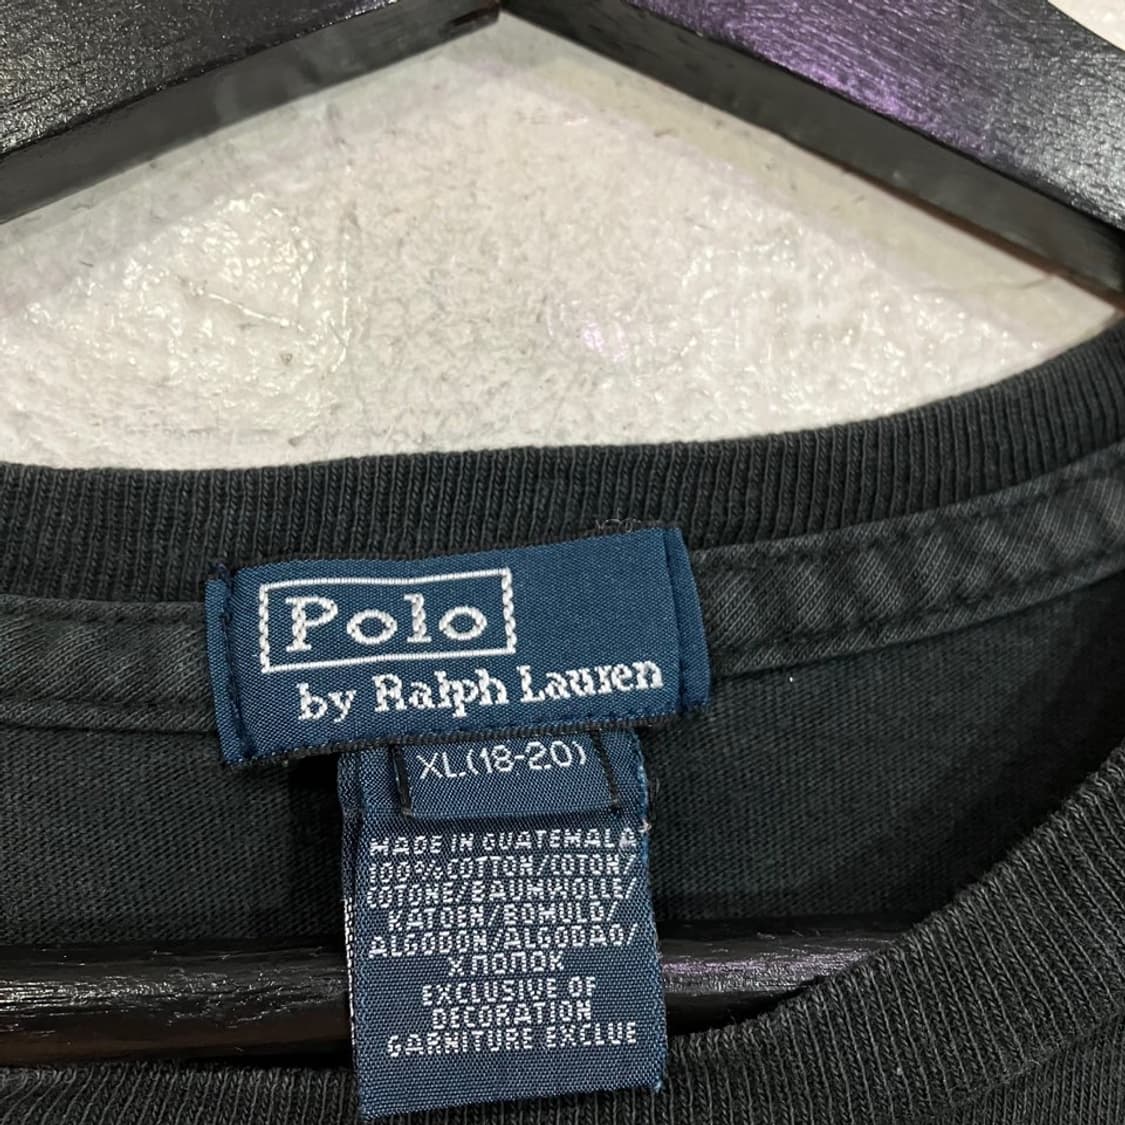 Polo
by Ralph Lauren
XL(18-20)
MADE IN GUATEMALA
100% COTTON/COTON/
COTONE/BAUMWOLLE/
KATOEN/BOMULD/
ALGODON/ALGODAO/
ХЛОПОК
EXCLUSIVE OF
DECORATION
GARNITURE EXCLUE